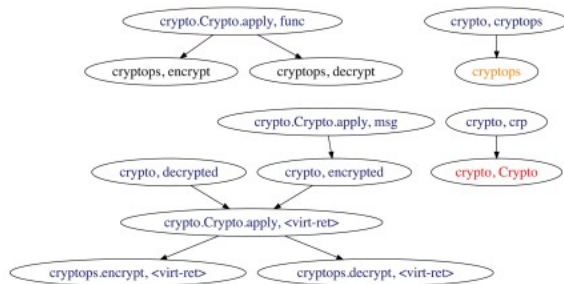 crypto.Crypto.apply, func
crypto, cryptops
cryptops, encrypt
cryptops, decrypt
cryptops
crypto.Crypto.apply, msg
crypto, crp
crypto, decrypted
crypto, encrypted
crypto, Crypto
crypto.Crypto.apply, <virt-ret>
cryptops.encrypt, <virt-ret>
cryptops.decrypt, <virt-ret>